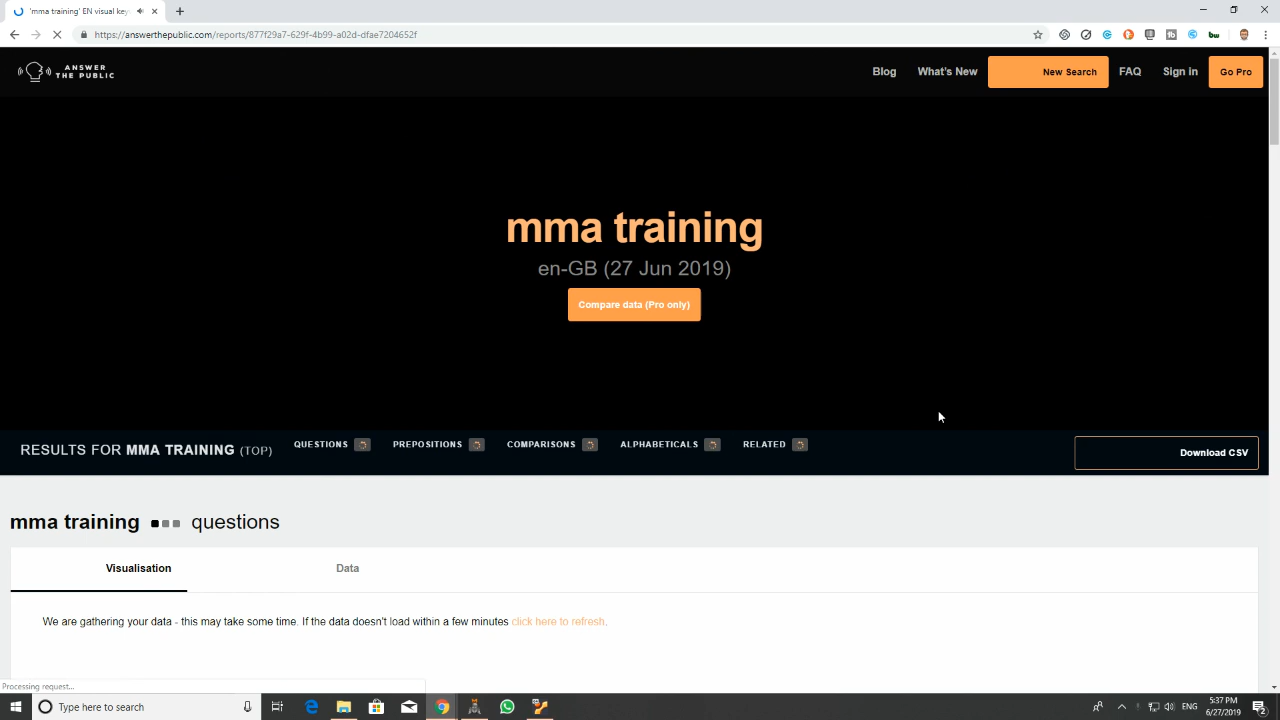 'mma training' EN visual key
https://answerthepublic.com/reports/877f29a7-629f-4b99-a02d-dfae7204652f
ANSWER
THE PUBLIC
Blog What's New New Search FAQ Sign in Go Pro
mma training
en-GB (27 Jun 2019)
Compare data (Pro only)
RESULTS FOR MMA TRAINING (TOP) QUESTIONS PREPOSITIONS COMPARISONS ALPHABETICALS RELATED Download CSV
mma training questions
Visualisation Data
We are gathering your data - this may take some time. If the data doesn't load within a few minutes click here to refresh.
Processing request...
Type here to search
ENG
5:37 PM
6/27/2019
2